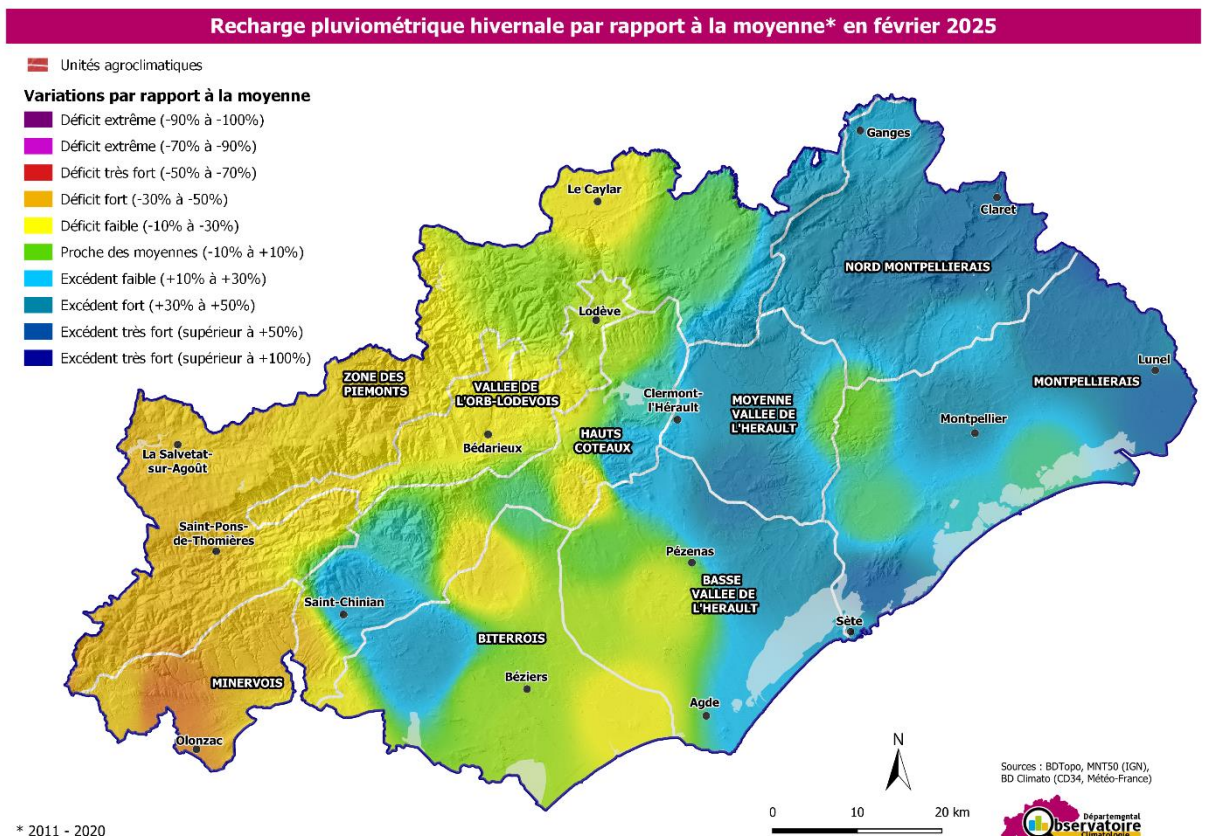 Recharge pluviométrique hivernale par rapport à la moyenne* en février 2025
Unités agroclimatiques
Variations par rapport à la moyenne
Déficit extrême (-90% à -100%)
Déficit extrême (-70% à -90%)
Déficit très fort (-50% à -70%)
Déficit fort (-30% à -50%)
Déficit faible (-10% à -30%)
Proche des moyennes (-10% à +10%)
Excédent faible (+10% à +30%)
Excédent fort (+30% à +50%)
Excédent très fort (supérieur à +50%)
Excédent très fort (supérieur à +100%)
Ganges
Le Caylar
Claret
NORD MONTPELLIERAIS
Lodève
Lunel
ZONE DES
PIEMONTS
VALLEE DE
L'ORB-LODEVOIS
MONTPELLIERAIS
Clermont-
l'Hérault
MOYENNE
VALLEE DE
L'HERAULT
Montpellier
HAUTS
COTEAUX
Bédarieux
La Salvetat-
sur-Agoût
Saint-Pons-
de-Thomières
Pézenas
BASSE
VALLEE DE
L'HERAULT
Saint-Chinian
Sète
BITERROIS
Béziers
MINERVOIS
Agde
Olonzac
N
Sources : BDTopo, MNT50 (IGN),
BD Climato (CD34, Météo-France)
0 10 20 km
Départemental
Observatoire
Climatologie
* 2011 - 2020